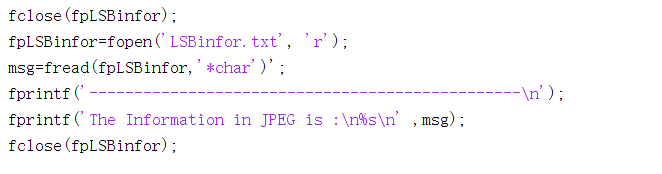 fclose(fpLSBinfor);
fpLSBinfor=fopen('LSBinfor.txt', 'r');
msg=fread(fpLSBinfor,'*char')';
fprintf('------------------------------------------------\n');
fprintf('The Information in JPEG is :\n%s\n' ,msg);
fclose(fpLSBinfor);